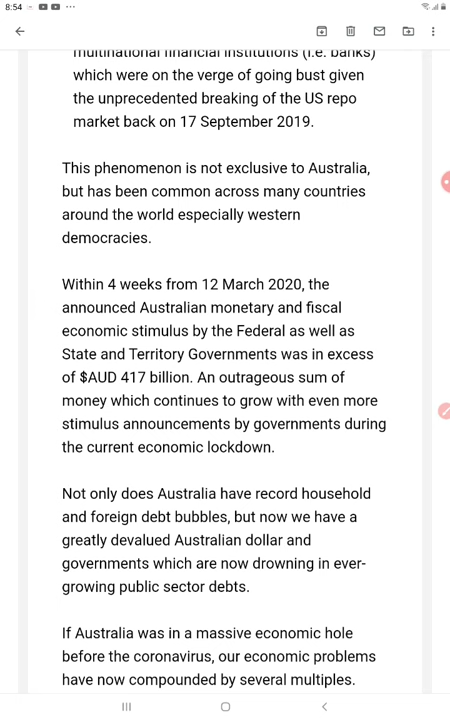 8:54
multinational financial institutions (i.e. banks)
which were on the verge of going bust given
the unprecedented breaking of the US repo
market back on 17 September 2019.
This phenomenon is not exclusive to Australia,
but has been common across many countries
around the world especially western
democracies.
Within 4 weeks from 12 March 2020, the
announced Australian monetary and fiscal
economic stimulus by the Federal as well as
State and Territory Governments was in excess
of $AUD 417 billion. An outrageous sum of
money which continues to grow with even more
stimulus announcements by governments during
the current economic lockdown.
Not only does Australia have record household
and foreign debt bubbles, but now we have a
greatly devalued Australian dollar and
governments which are now drowning in ever-
growing public sector debts.
If Australia was in a massive economic hole
before the coronavirus, our economic problems
have now compounded by several multiples.